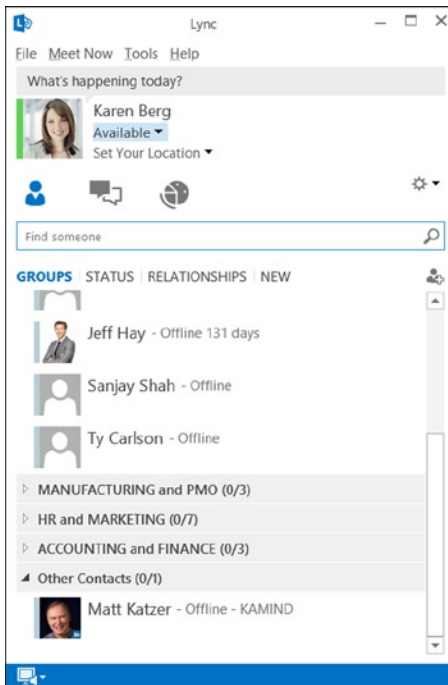 Lync
File Meet Now Tools Help
What's happening today?
Karen Berg
Available
Set Your Location
Find someone
GROUPS STATUS RELATIONSHIPS NEW
Jeff Hay - Offline 131 days
Sanjay Shah - Offline
Ty Carlson - Offline
MANUFACTURING and PMO (0/3)
HR and MARKETING (0/7)
ACCOUNTING and FINANCE (0/3)
Other Contacts (0/1)
Matt Katzer - Offline - KAMIND